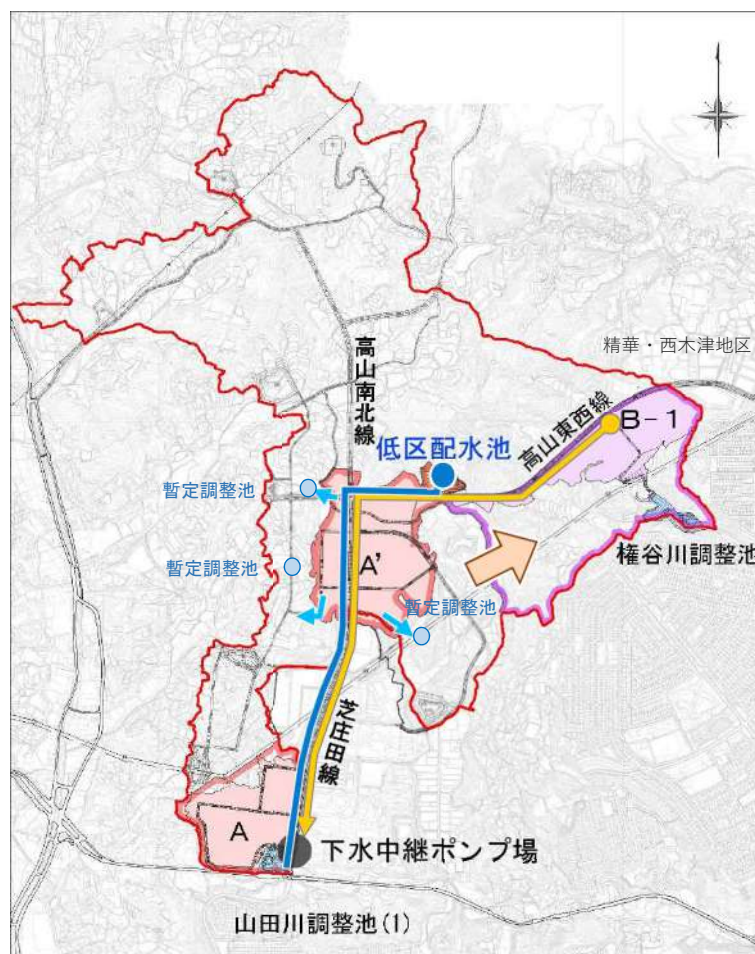 精華・西木津地区
高山南北線
高山東西線
B-1
低区配水池
暫定調整池
権谷川調整池
暫定調整池
A'
暫定調整池
芝庄田線
A
下水中継ポンプ場
山田川調整池(1)